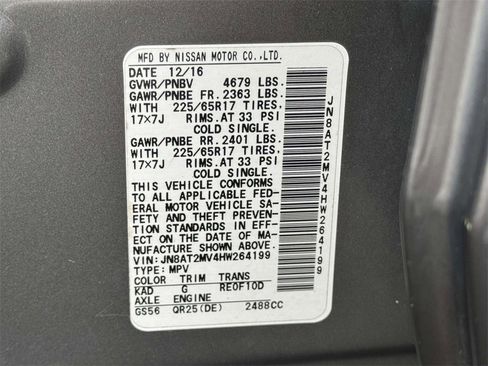 MFD BY NISSAN MOTOR CO.,LTD.
DATE 12/16
GVWR/PNBV 4679 LBS.
GAWR/PNBE FR. 2363 LBS.
WITH 225/65R17 TIRES,
17×7J RIMS.AT 33 PSI
COLD SINGLE.
GAWR/PNBE RR. 2401 LBS.
WITH 225/65R17 TIRES,
17×7J RIMS.AT 33 PSI
COLD SINGLE.
THIS VEHICLE CONFORMS
TO ALL APPLICABLE FED-
ERAL MOTOR VEHICLE SA-
FETY AND THEFT PREVEN-
TION STANDARDS IN EFF-
ECT ON THE DATE OF MA-
NUFACTURE SHOWN ABOVE.
VIN:JN8AT2MV4HW264199
TYPE: MPV
COLOR TRIM TRANS
KAD G RE0F10D
AXLE ENGINE
GS56 QR25(DE) 2488CC
JN8AT2MV4HW264199